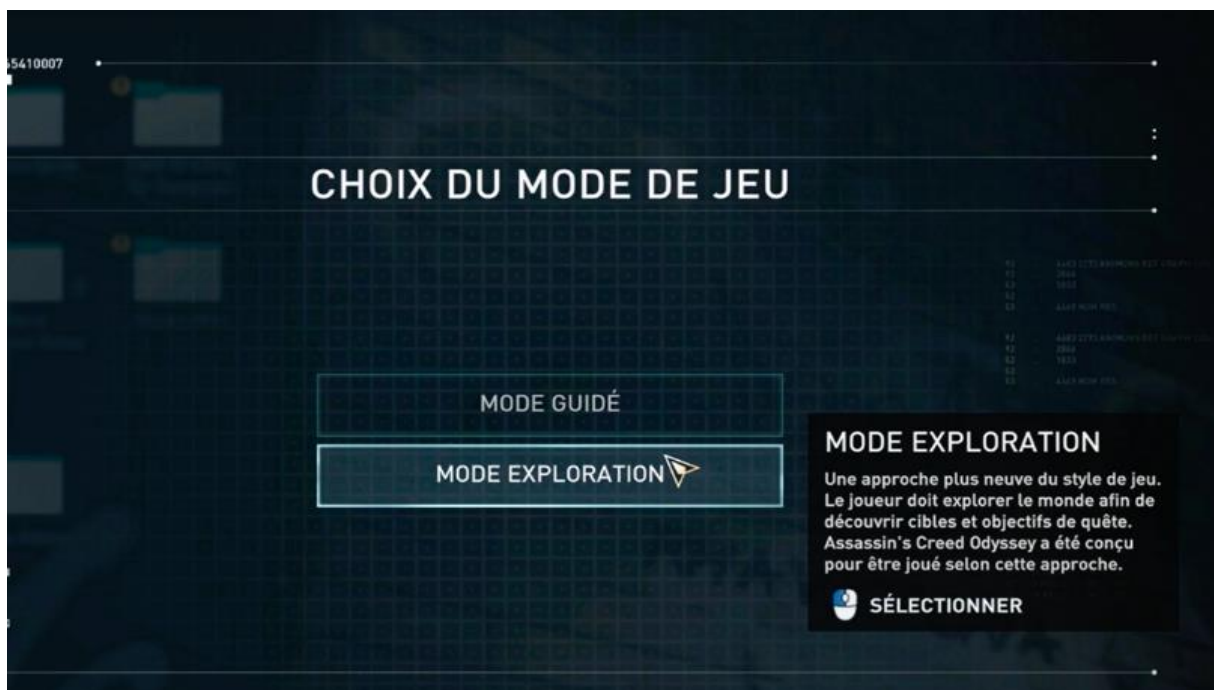 45410007
CHOIX DU MODE DE JEU
MODE GUIDÉ
MODE EXPLORATION
MODE EXPLORATION
Une approche plus neuve du style de jeu.
Le joueur doit explorer le monde afin de
découvrir cibles et objectifs de quête.
Assassin's Creed Odyssey a été conçu
pour être joué selon cette approche.
SÉLECTIONNER